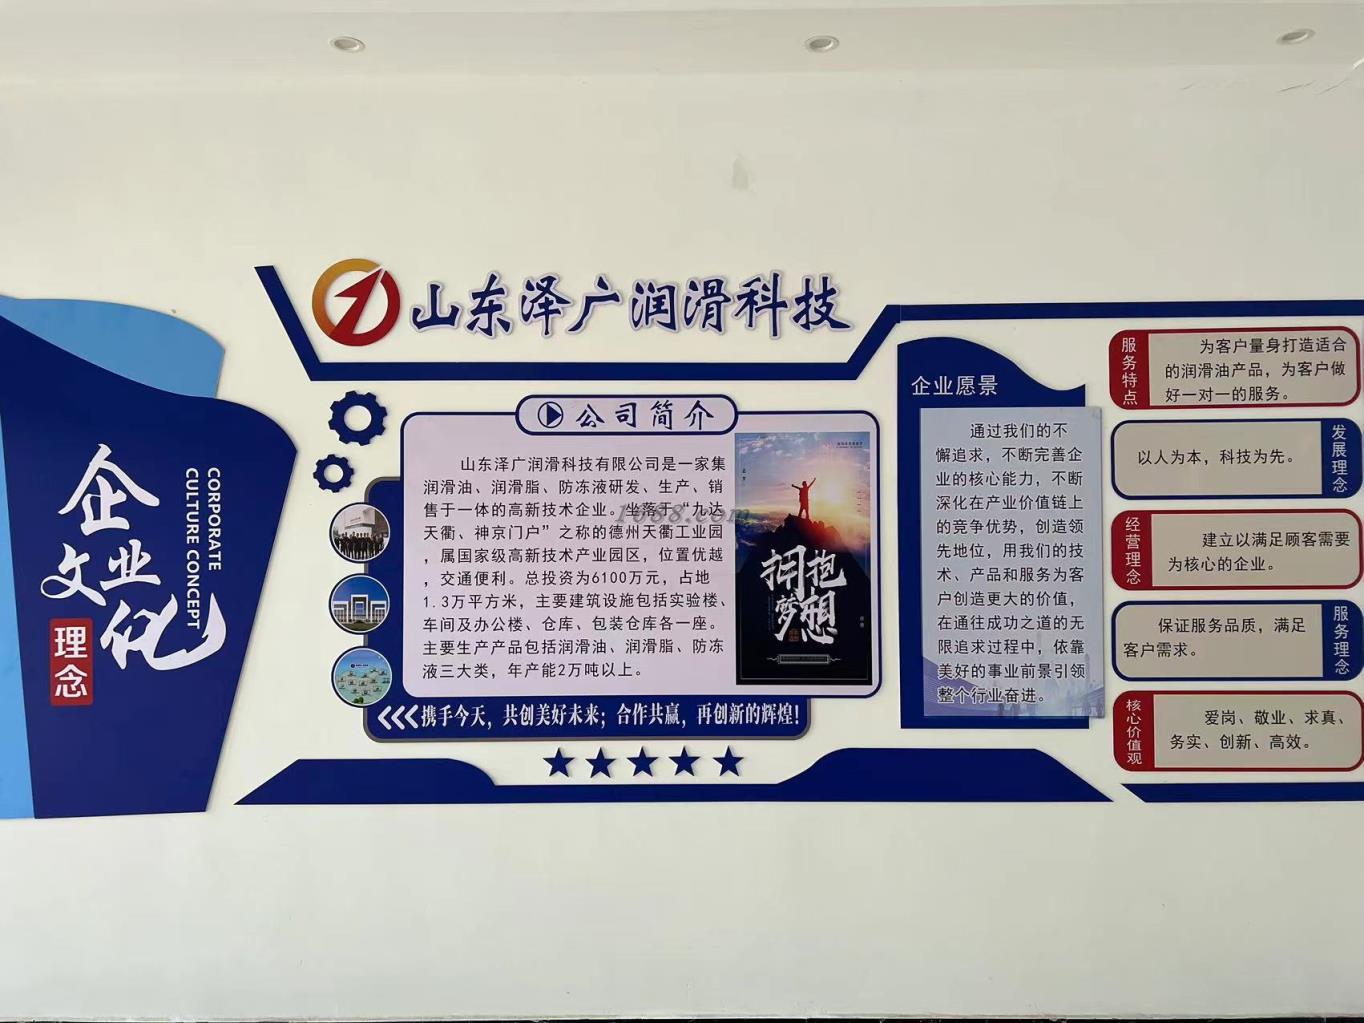 山东泽广润滑科技
企业文化
理念
CORPORATE
CULTURE CONCEPT
公司简介
山东泽广润滑科技有限公司是一家集
润滑油、润滑脂、防冻液研发、生产、销
售于一体的高新技术企业。坐落于“九达
天衢、神京门户”之称的德州天衢工业园
，属国家级高新技术产业园区，位置优越
，交通便利。总投资为6100万元，占地
1.3万平方米，主要建筑设施包括实验楼、
车间及办公楼、仓库、包装仓库各一座。
主要生产产品包括润滑油、润滑脂、防冻
液三大类，年产能2万吨以上。
1688.com
拥抱
梦想
携手今天，共创美好未来；合作共赢，再创新的辉煌！
企业愿景
通过我们的不
懈追求，不断完善企
业的核心能力，不断
深化在产业价值链上
的竞争优势，创造领
先地位，用我们的技
术、产品和服务为客
户创造更大的价值，
在通往成功之道的无
限追求过程中，依靠
美好的事业前景引领
整个行业奋进。
服务特点
为客户量身打造适合
的润滑油产品，为客户做
好一对一的服务。
发展理念
以人为本，科技为先。
经营理念
建立以满足顾客需要
为核心的企业。
服务理念
保证服务品质，满足
客户需求。
核心价值观
爱岗、敬业、求真、
务实、创新、高效。